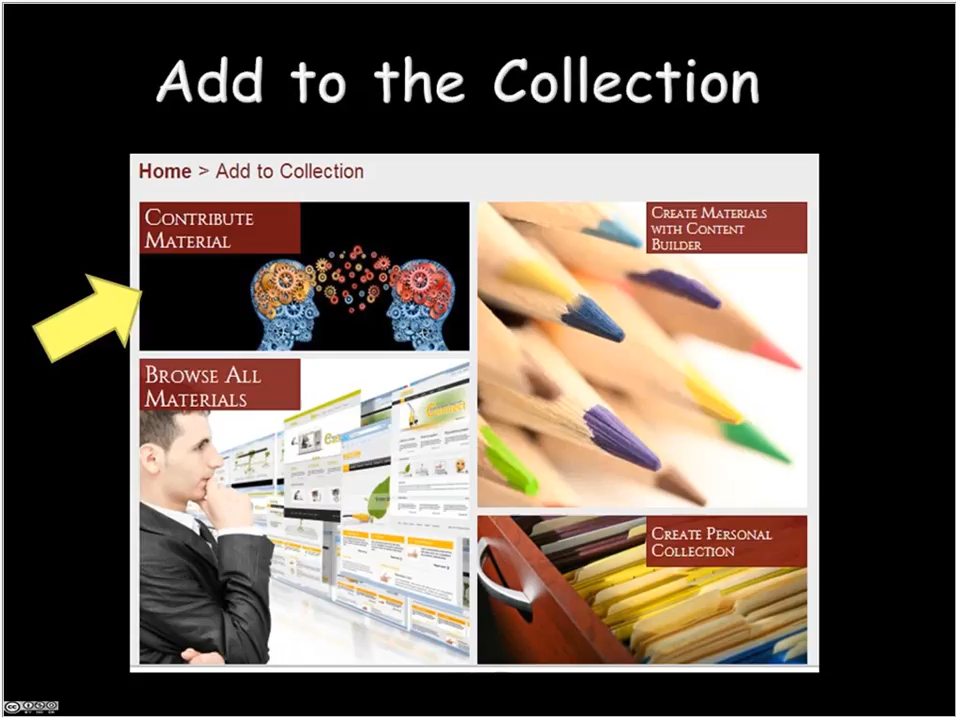 Add to the Collection
Home > Add to Collection
CONTRIBUTE
MATERIAL
CREATE MATERIALS
WITH CONTENT
BUILDER
BROWSE ALL
MATERIALS
CREATE PERSONAL
COLLECTION